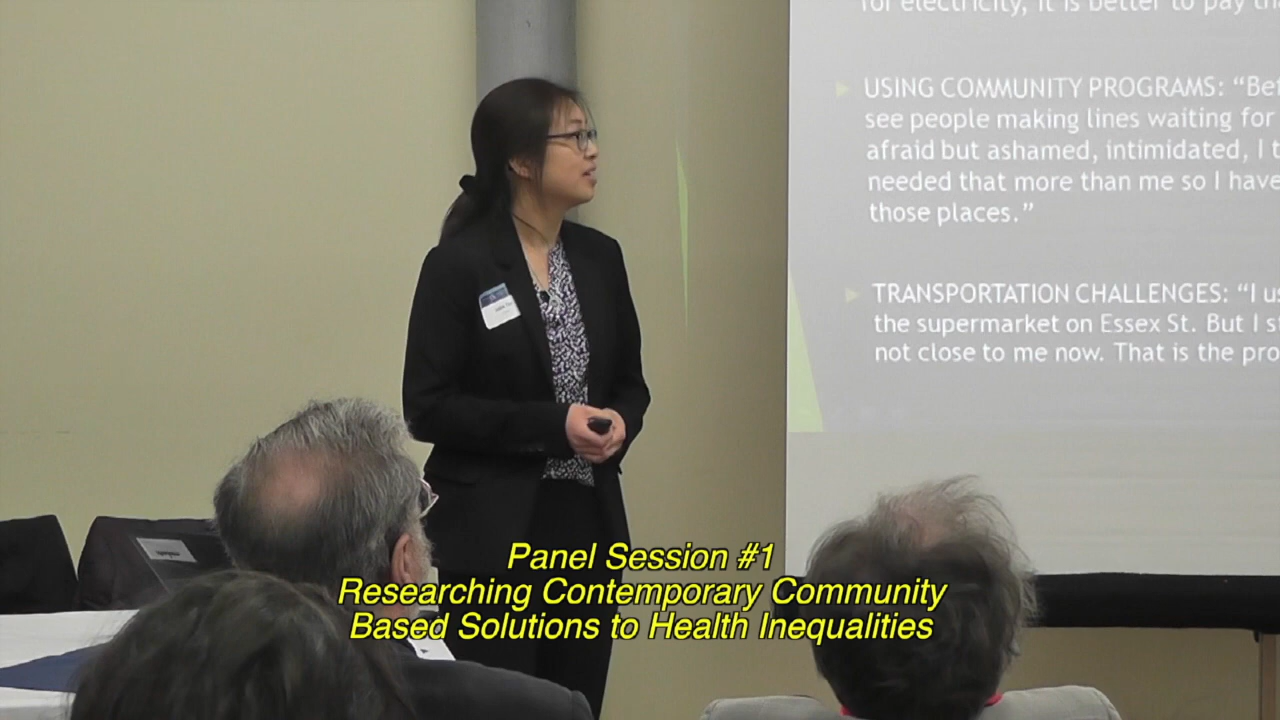 for electricity, it is better to pay
USING COMMUNITY PROGRAMS: “Bef
see people making lines waiting for
afraid but ashamed, intimidated, I t
needed that more than me so I have
those places.”
TRANSPORTATION CHALLENGES: “I us
the supermarket on Essex St. But I s
not close to me now. That is the pro
Panel Session #1
Researching Contemporary Community
Based Solutions to Health Inequalities